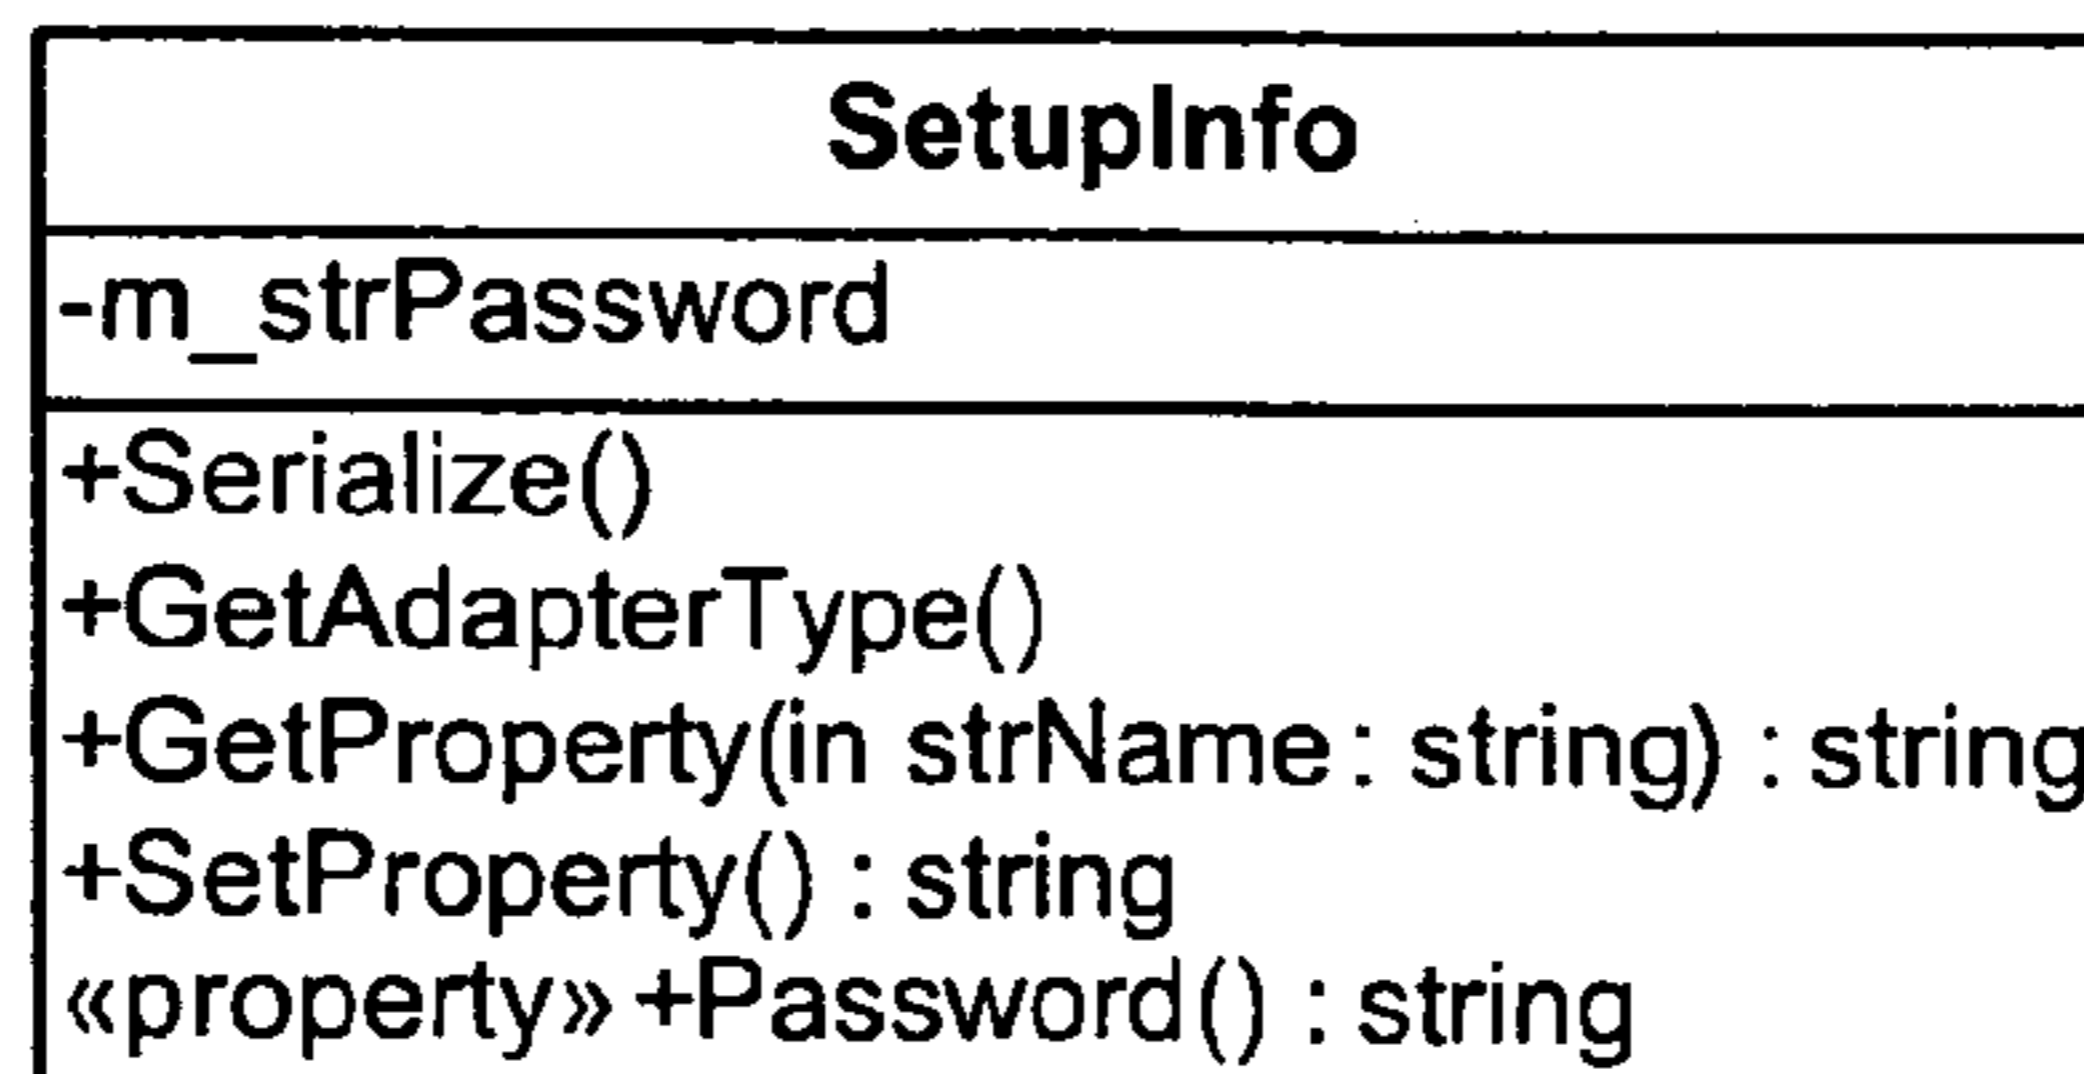 SetupInfo
-m_strPassword
+Serialize()
+GetAdapterType()
+GetProperty(in strName : string) : string
+SetProperty() : string
«property» +Password() : string